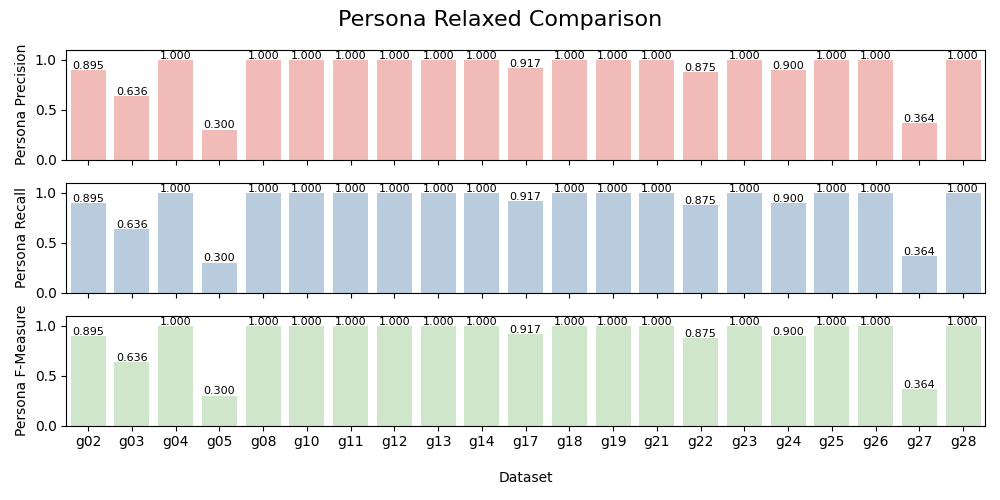 Persona Relaxed Comparison
Persona Precision
1.0
0.5
0.0
0.895 0.636 1.000 0.300 1.000 1.000 1.000 1.000 1.000 1.000 0.917 1.000 1.000 1.000 0.875 1.000 0.900 1.000 1.000 0.364 1.000
Persona Recall
1.0
0.5
0.0
0.895 0.636 1.000 0.300 1.000 1.000 1.000 1.000 1.000 1.000 0.917 1.000 1.000 1.000 0.875 1.000 0.900 1.000 1.000 0.364 1.000
Persona F-Measure
1.0
0.5
0.0
0.895 0.636 1.000 0.300 1.000 1.000 1.000 1.000 1.000 1.000 0.917 1.000 1.000 1.000 0.875 1.000 0.900 1.000 1.000 0.364 1.000
g02 g03 g04 g05 g08 g10 g11 g12 g13 g14 g17 g18 g19 g21 g22 g23 g24 g25 g26 g27 g28
Dataset